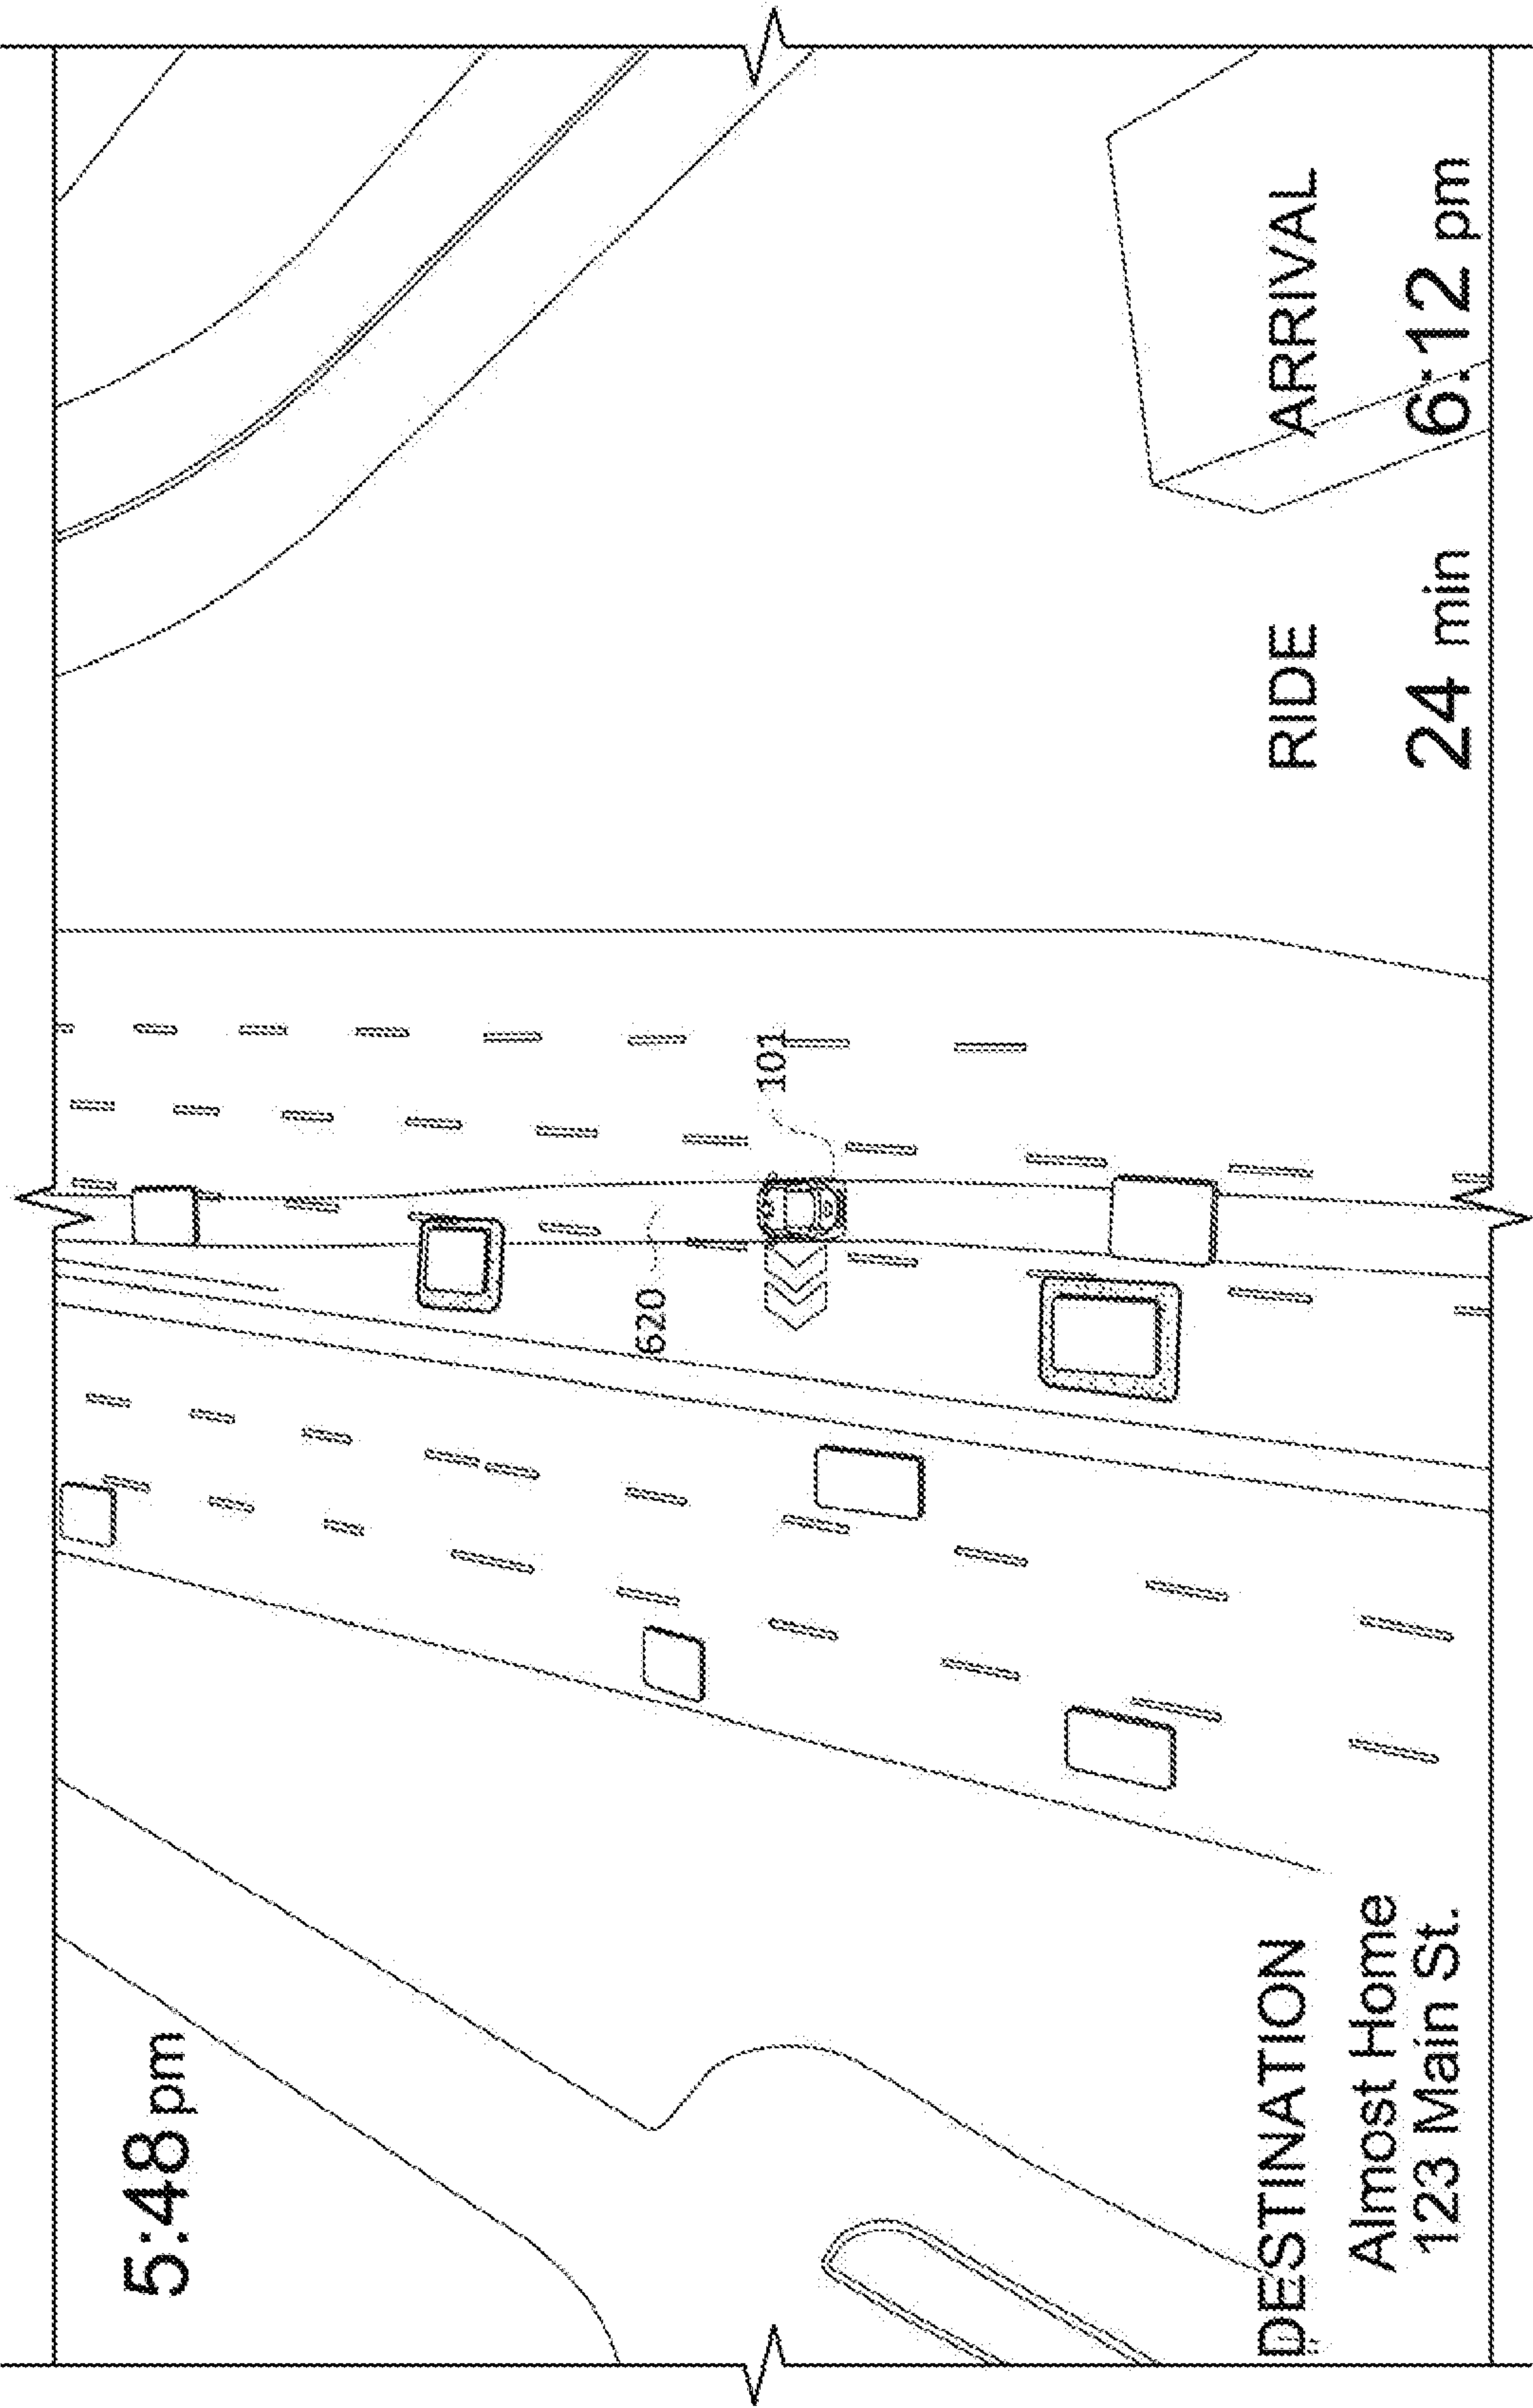 5:48 pm
101
620
DESTINATION
Almost Home
123 Main St.
RIDE
24 min
ARRIVAL
6:12 pm